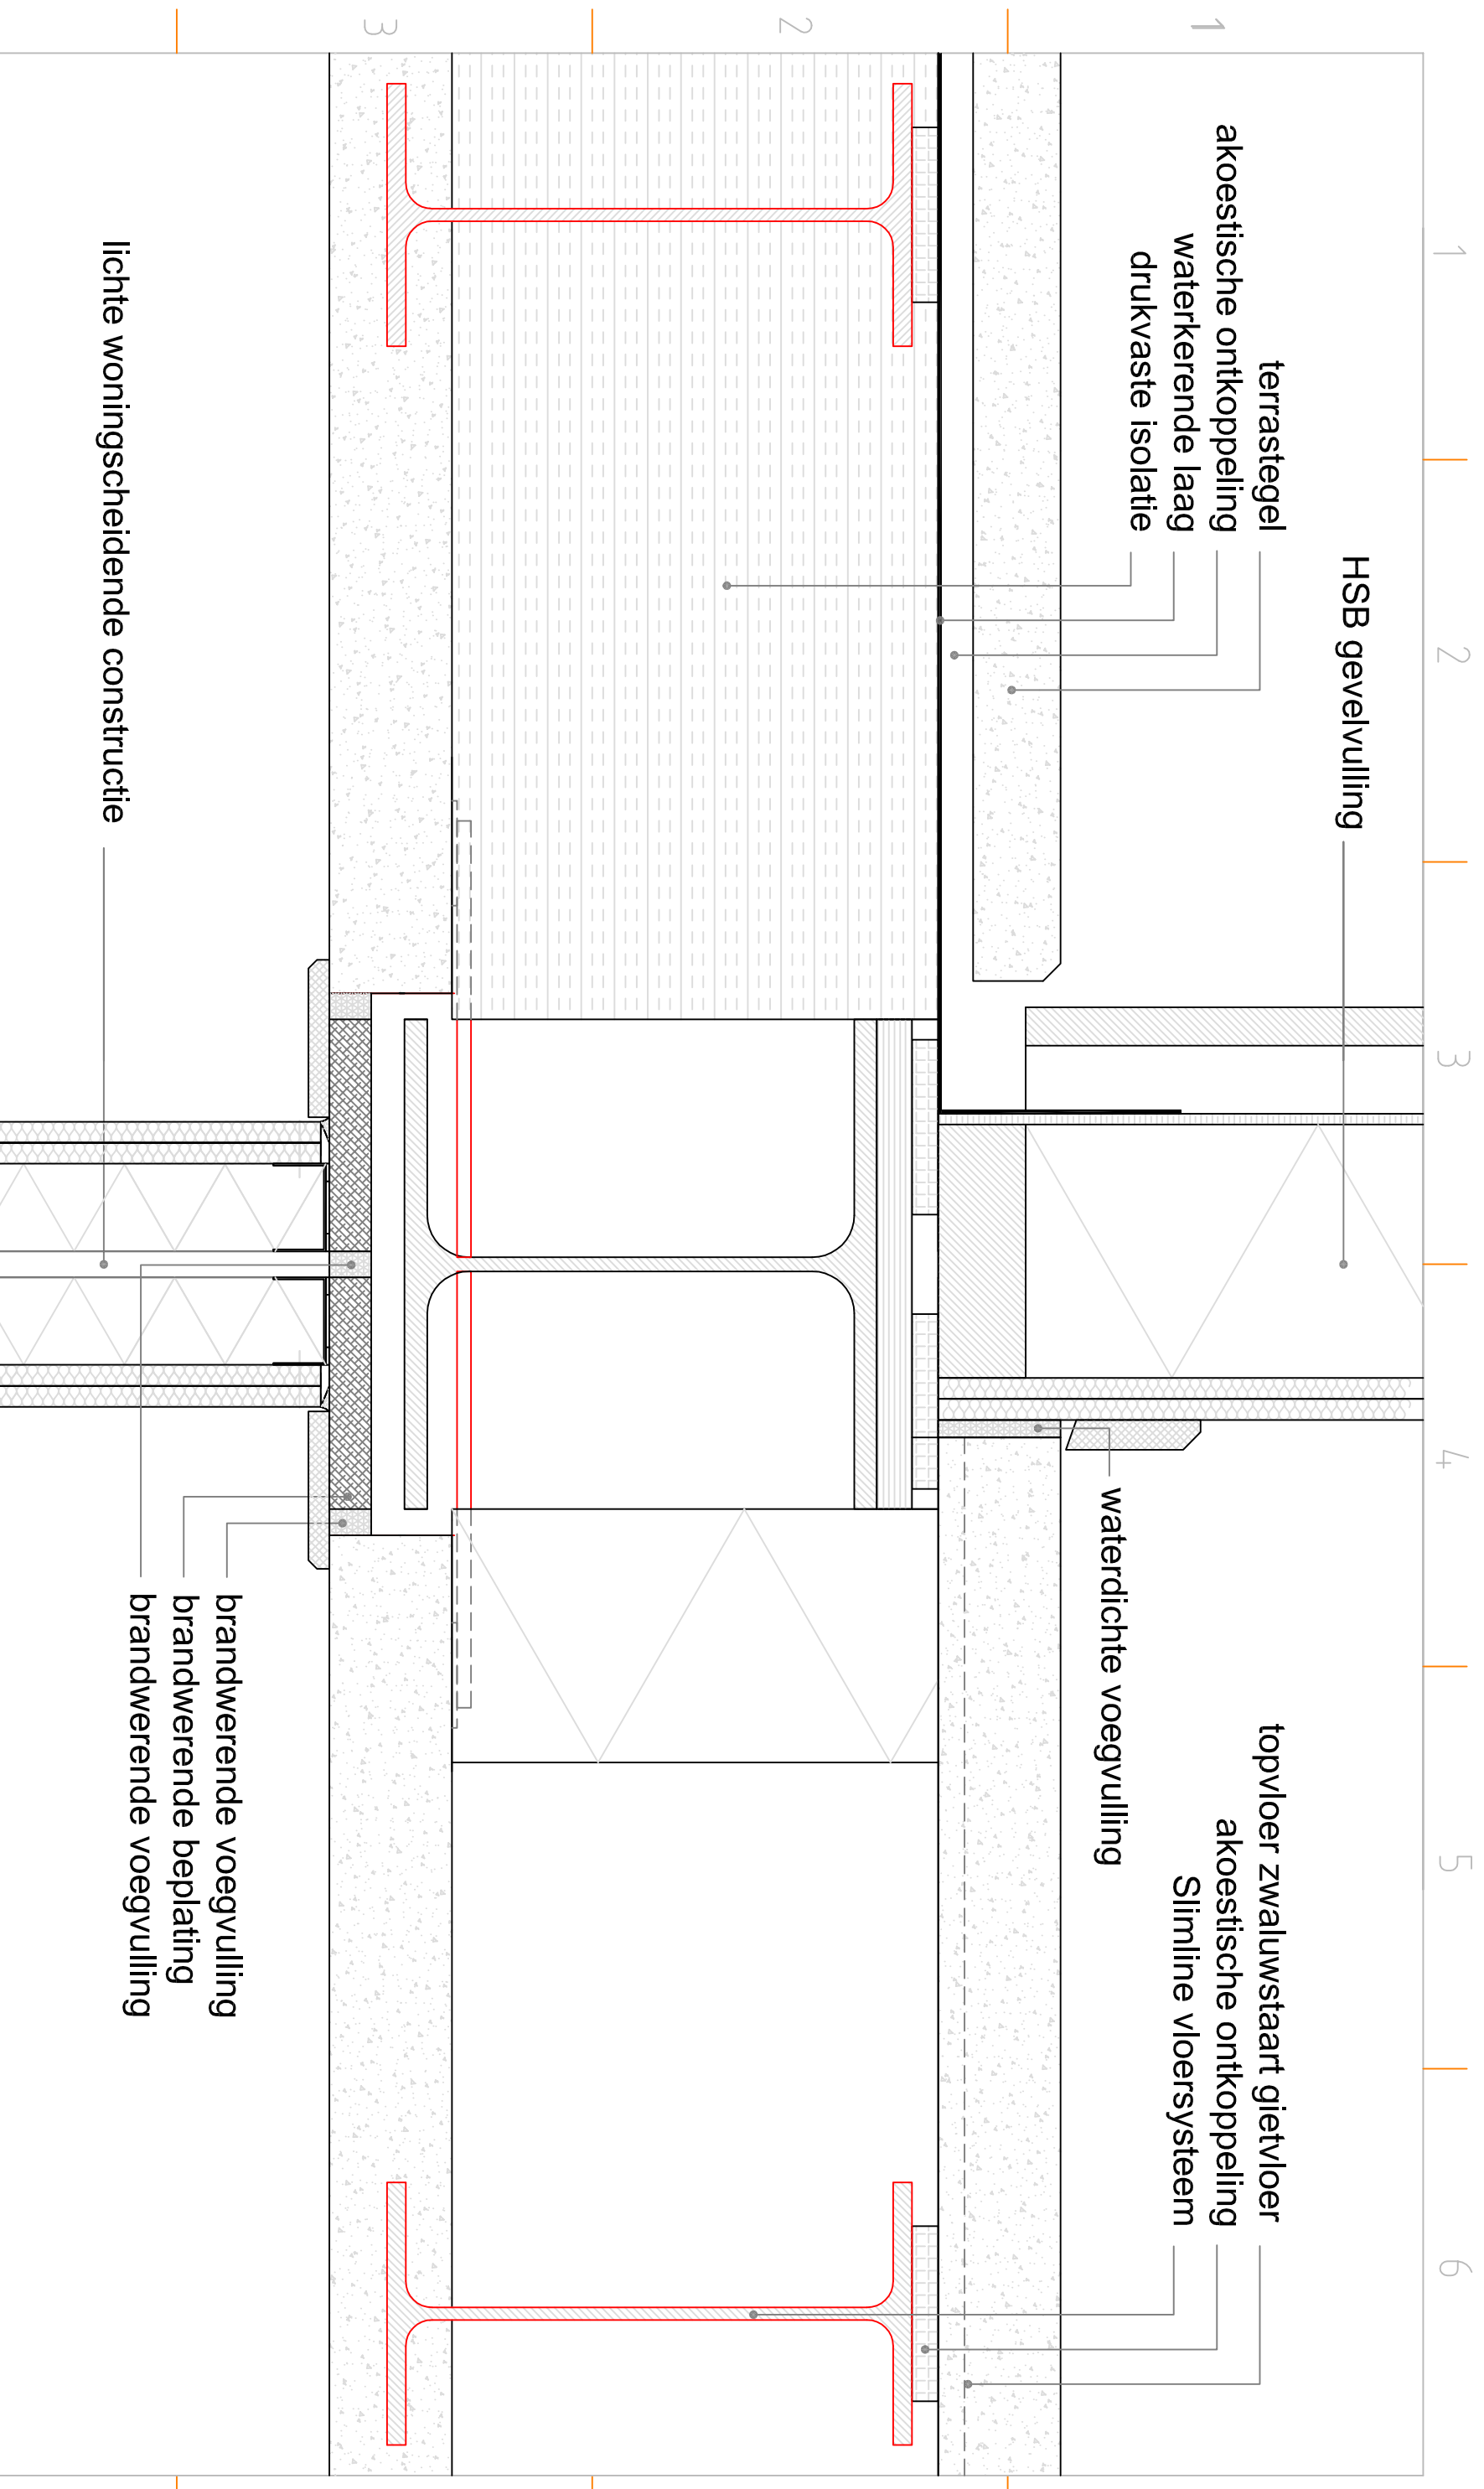 1
2
3
4
5
6
1
2
3
HSB gevelvulling
terrastegel
akoestische ontkoppeling
waterkerende laag
drukvaste isolatie
topvloer zwaluwstaart gietvloer
akoestische ontkoppeling
Slimline vloersysteem
waterdichte voegvulling
brandwerende voegvulling
brandwerende beplating
brandwerende voegvulling
lichte woningscheidende constructie